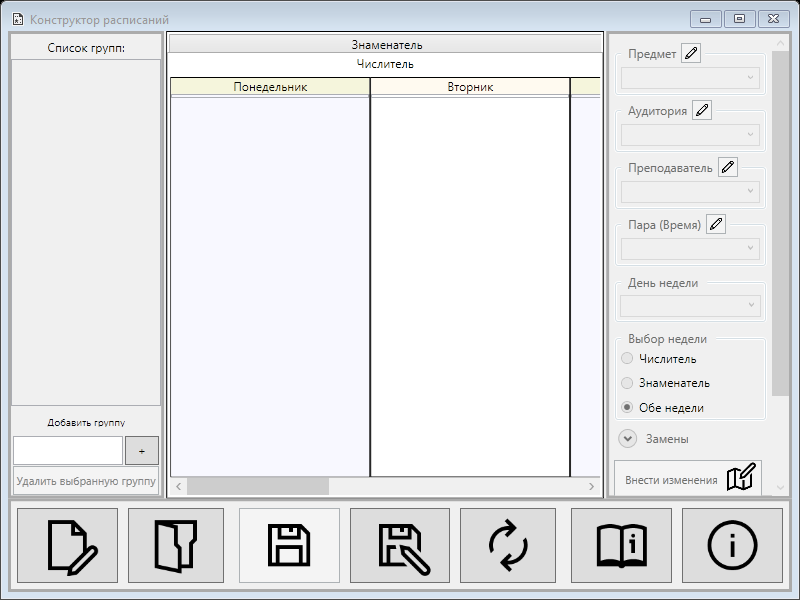 Конструктор расписаний
Список групп:
Добавить группу
+
Удалить выбранную группу
Знаменатель
Числитель
Понедельник
Вторник
Предмет
Аудитория
Преподаватель
Пара (Время)
День недели
Выбор недели
Числитель
Знаменатель
Обе недели
Замены
Внести изменения